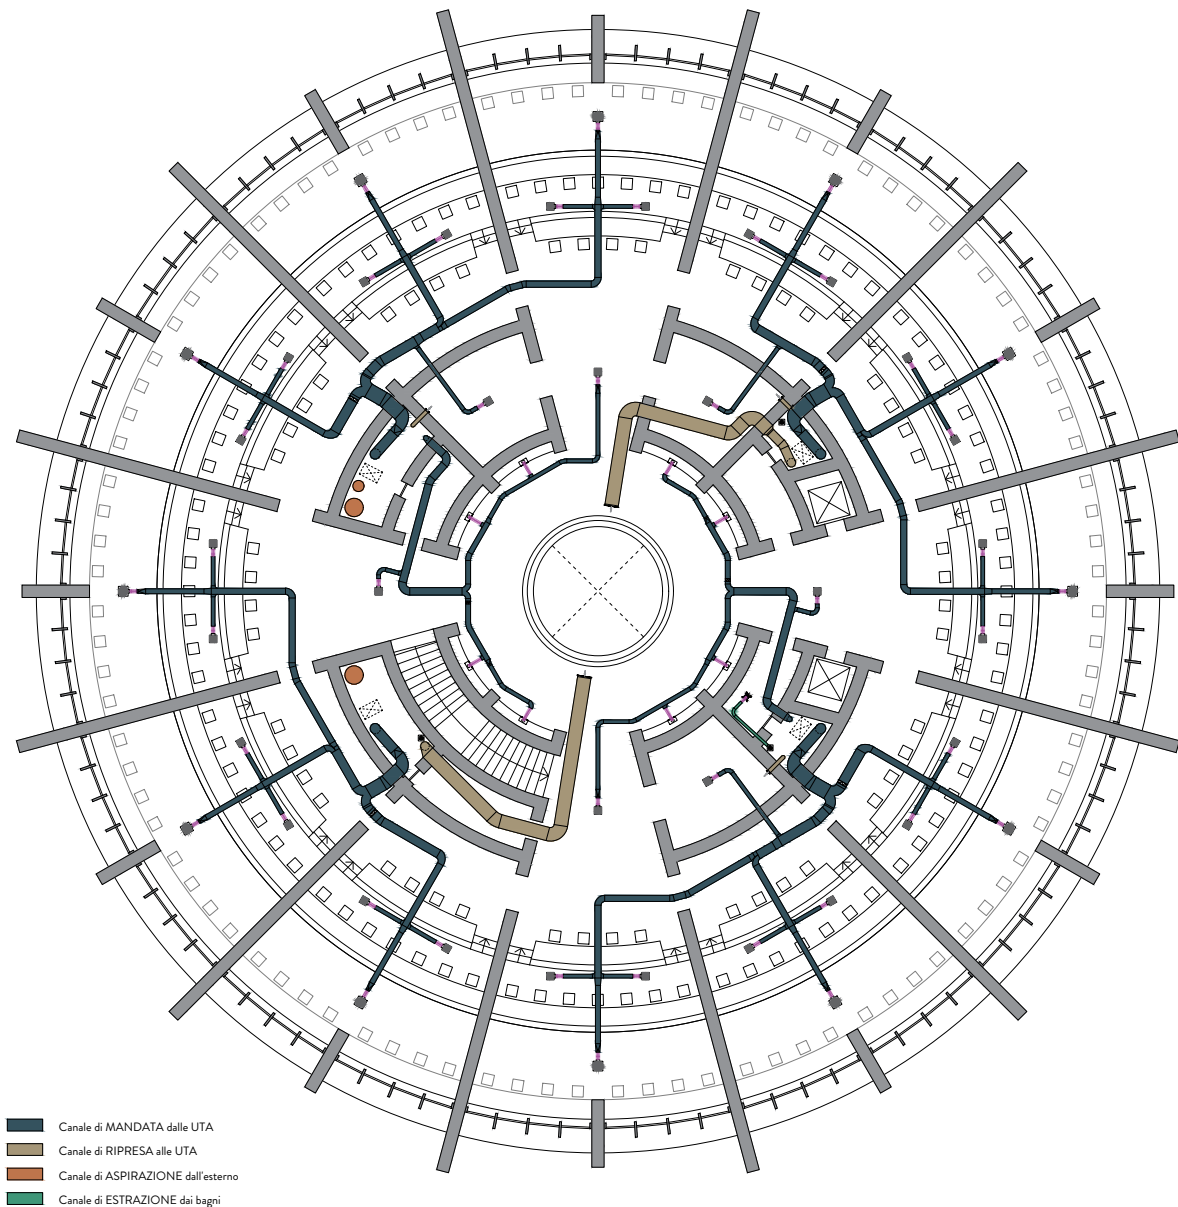 Canale di MANDATA dalle UTA
Canale di RIPRESA alle UTA
Canale di ASPIRAZIONE dall'esterno
Canale di ESTRAZIONE dai bagni